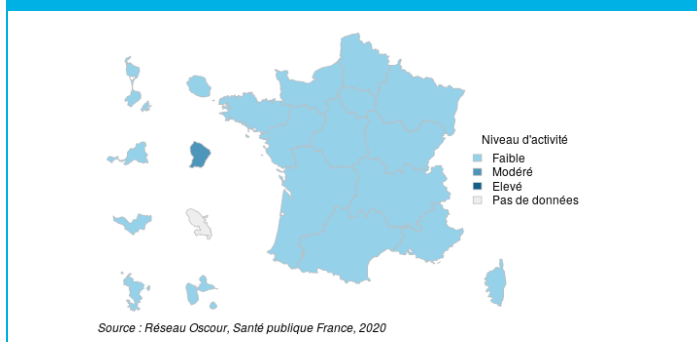 Niveau d'activité
Faible
Modéré
Elevé
Pas de données
Source : Réseau Oscour, Santé publique France, 2020